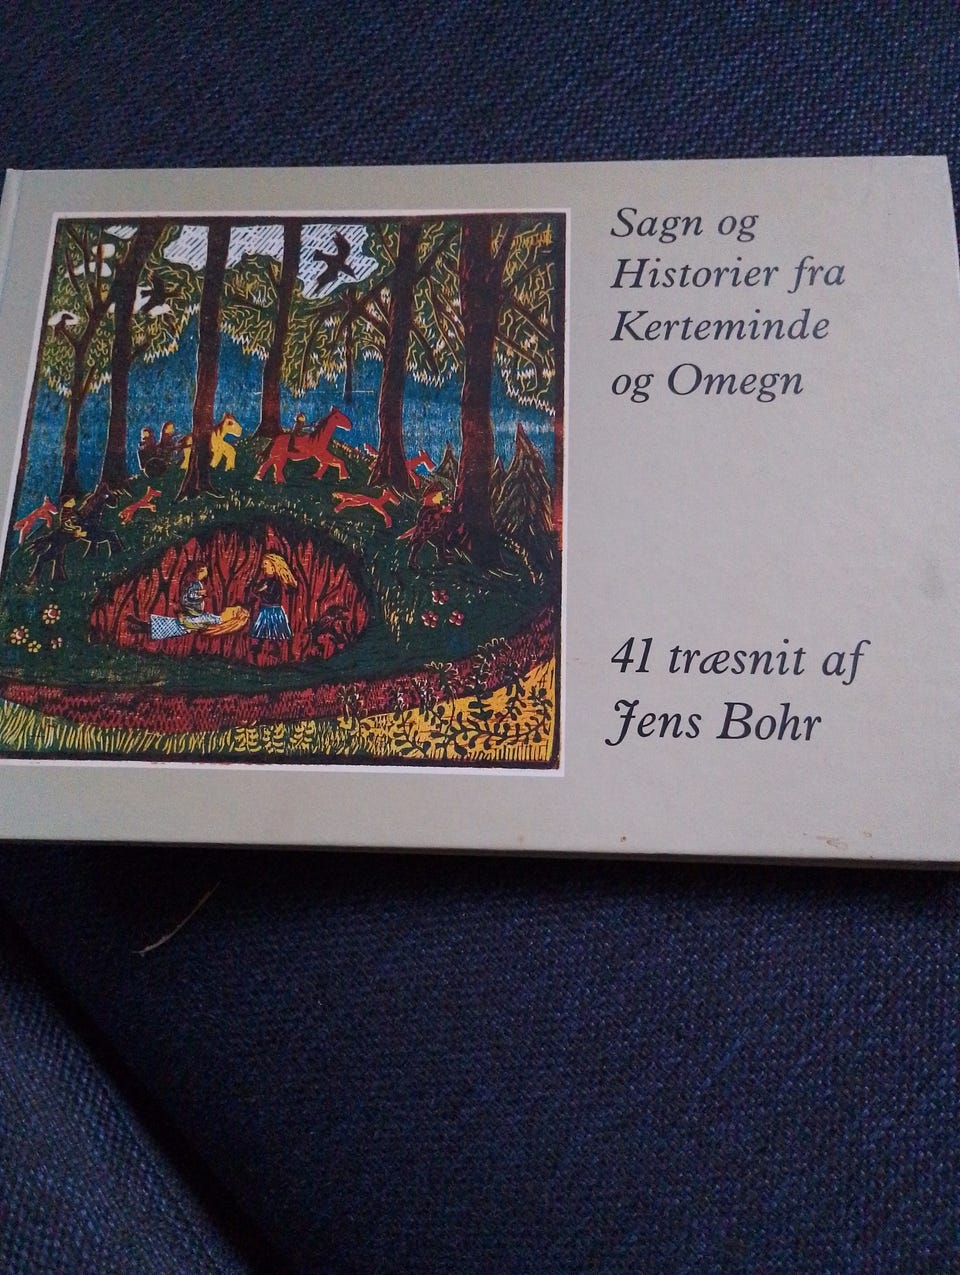 Sagn og
Historier fra
Kerteminde
og Omegn
41 træsnit af
Jens Bohr